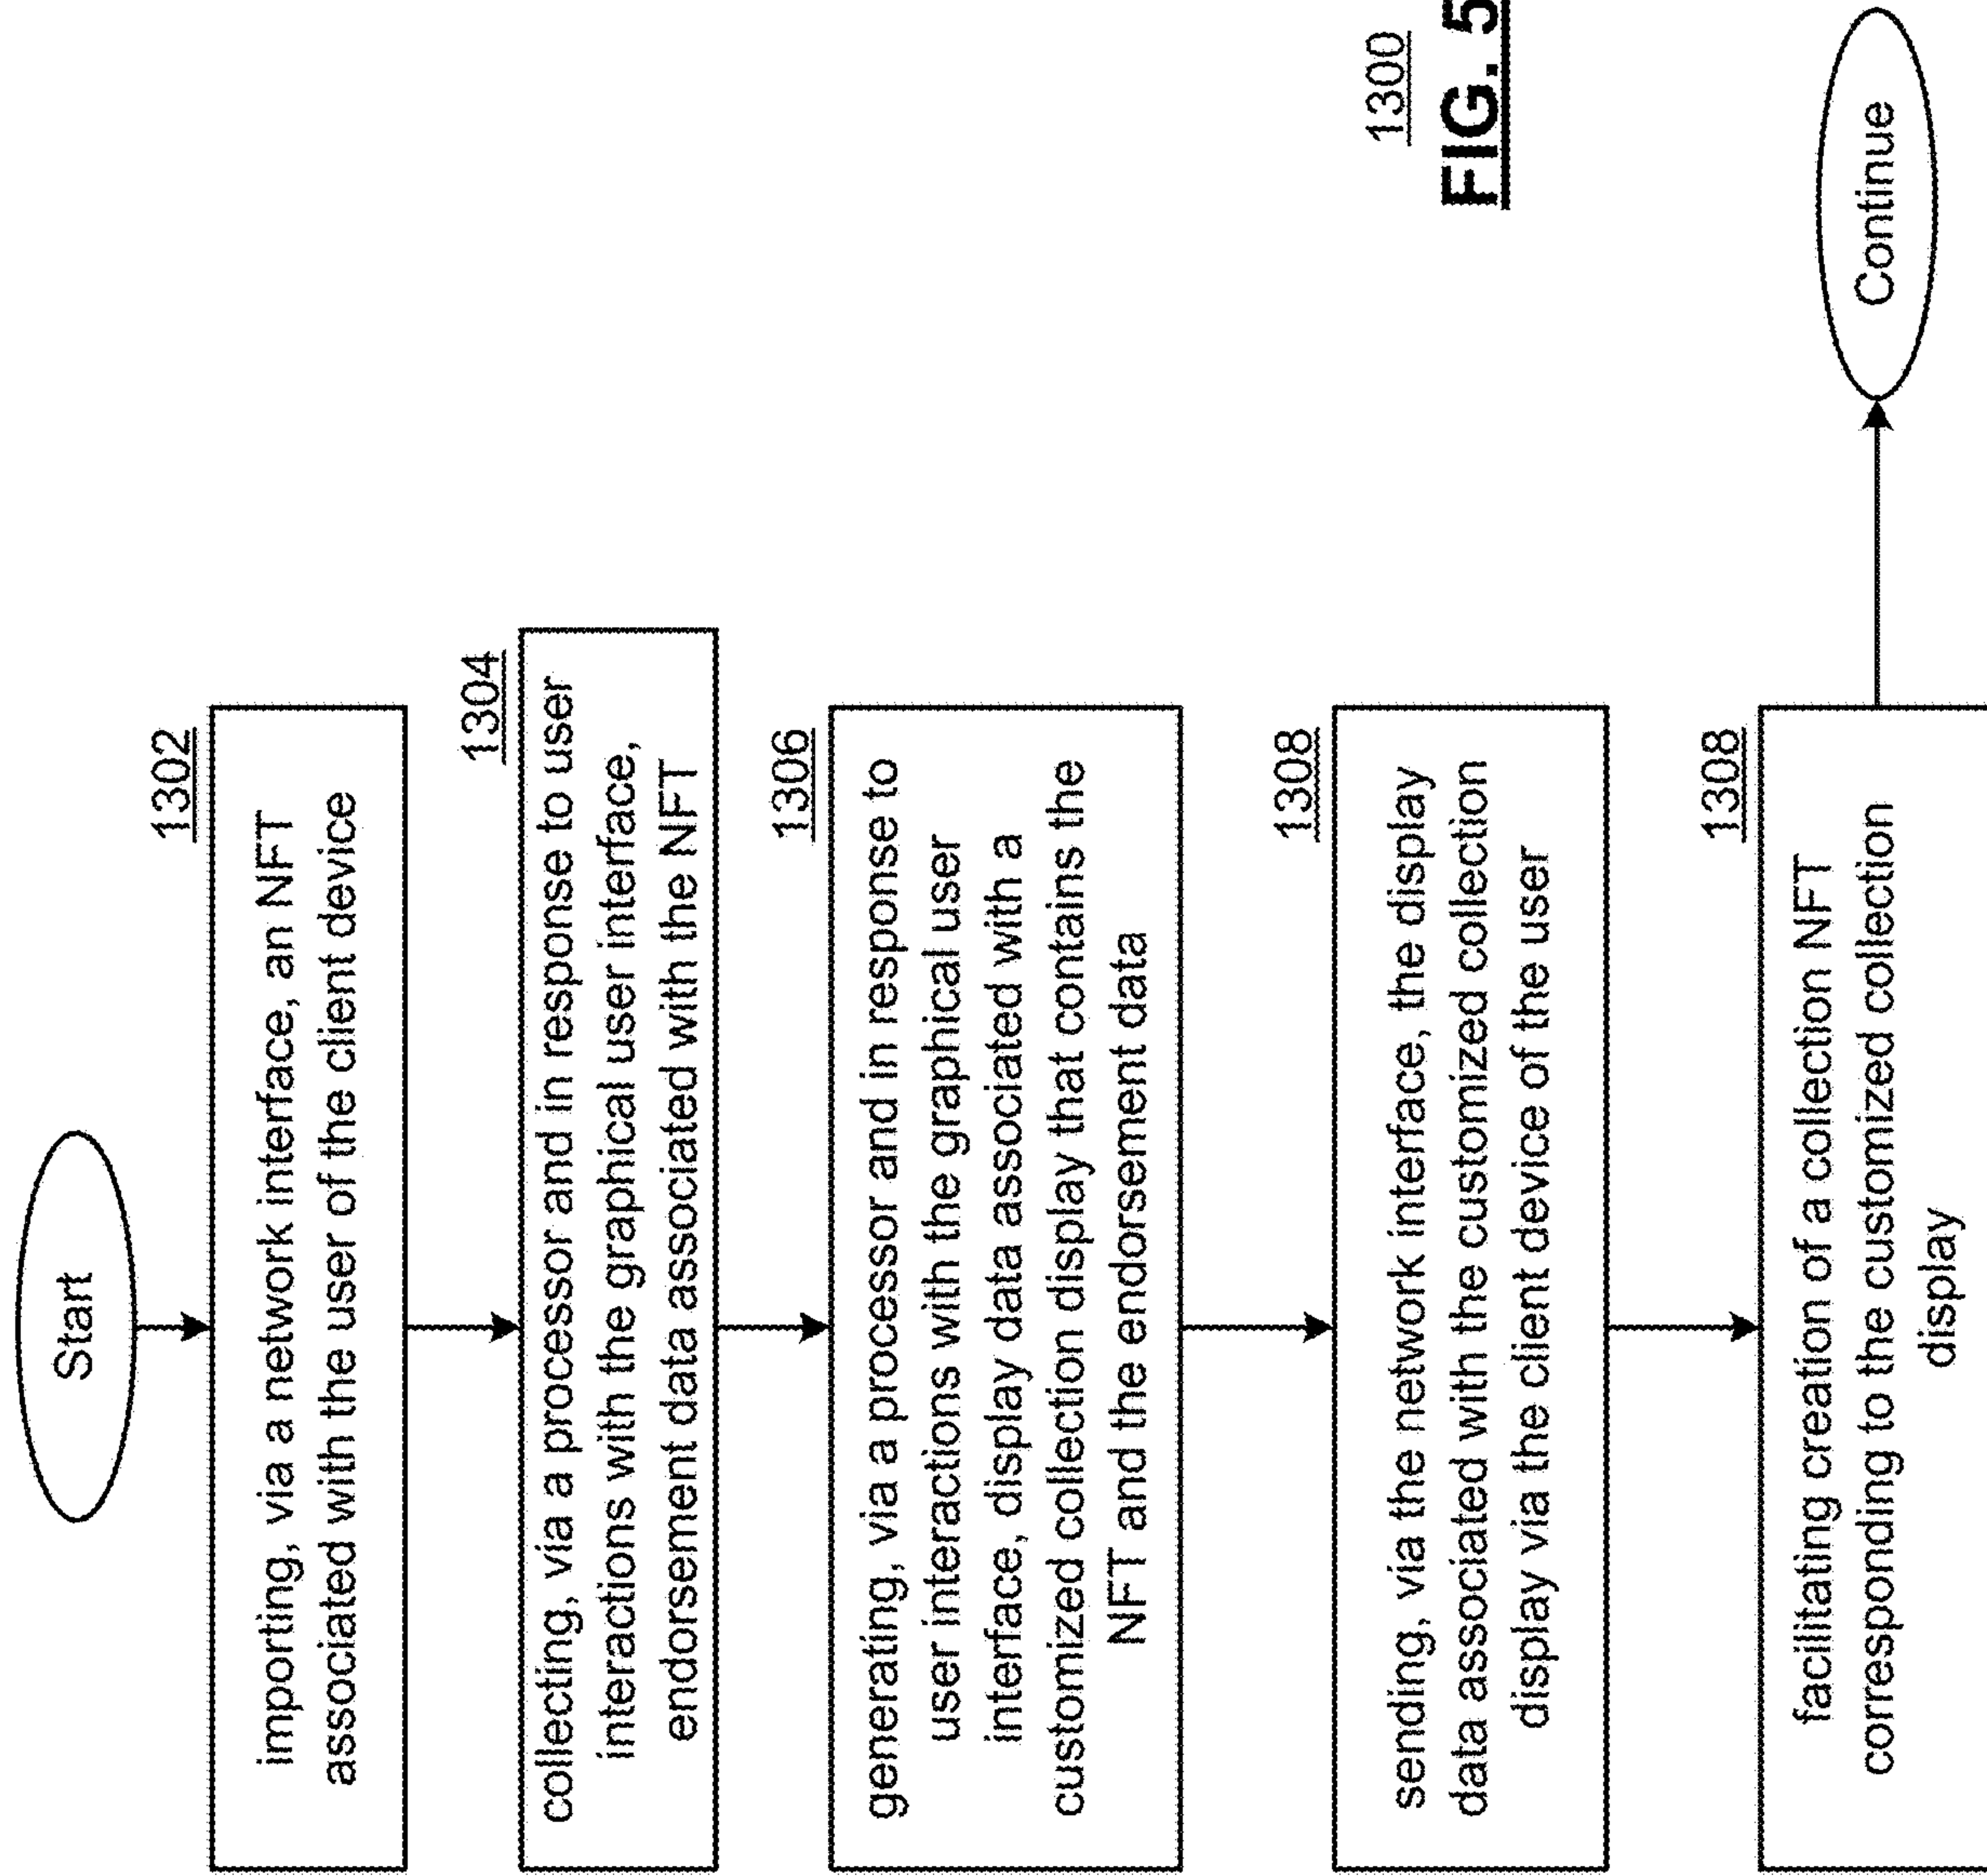 Start
1302
importing, via a network interface, an NFT
associated with the user of the client device
1304
collecting, via a processor and in response to user
interactions with the graphical user interface,
endorsement data associated with the NFT
1306
generating, via a processor and in response to
user interactions with the graphical user
interface, display data associated with a
customized collection display that contains the
NFT and the endorsement data
1308
sending, via the network interface, the display
data associated with the customized collection
display via the client device of the user
1308
facilitating creation of a collection NFT
corresponding to the customized collection
display
Continue
1300
FIG. 5